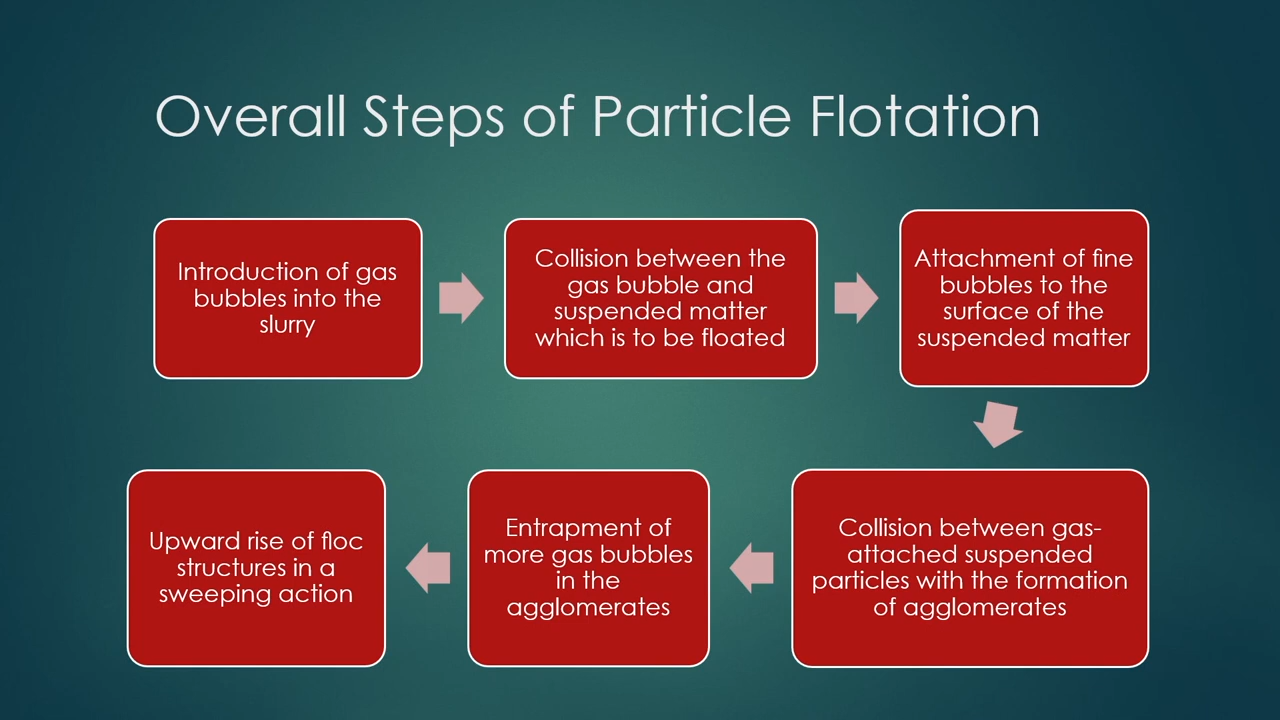 Overall Steps of Particle Flotation
Introduction of gas
bubbles into the
slurry
Collision between the
gas bubble and
suspended matter
which is to be floated
Attachment of fine
bubbles to the
surface of the
suspended matter
Collision between gas-
attached suspended
particles with the formation
of agglomerates
Entrapment of
more gas bubbles
in the
agglomerates
Upward rise of floc
structures in a
sweeping action